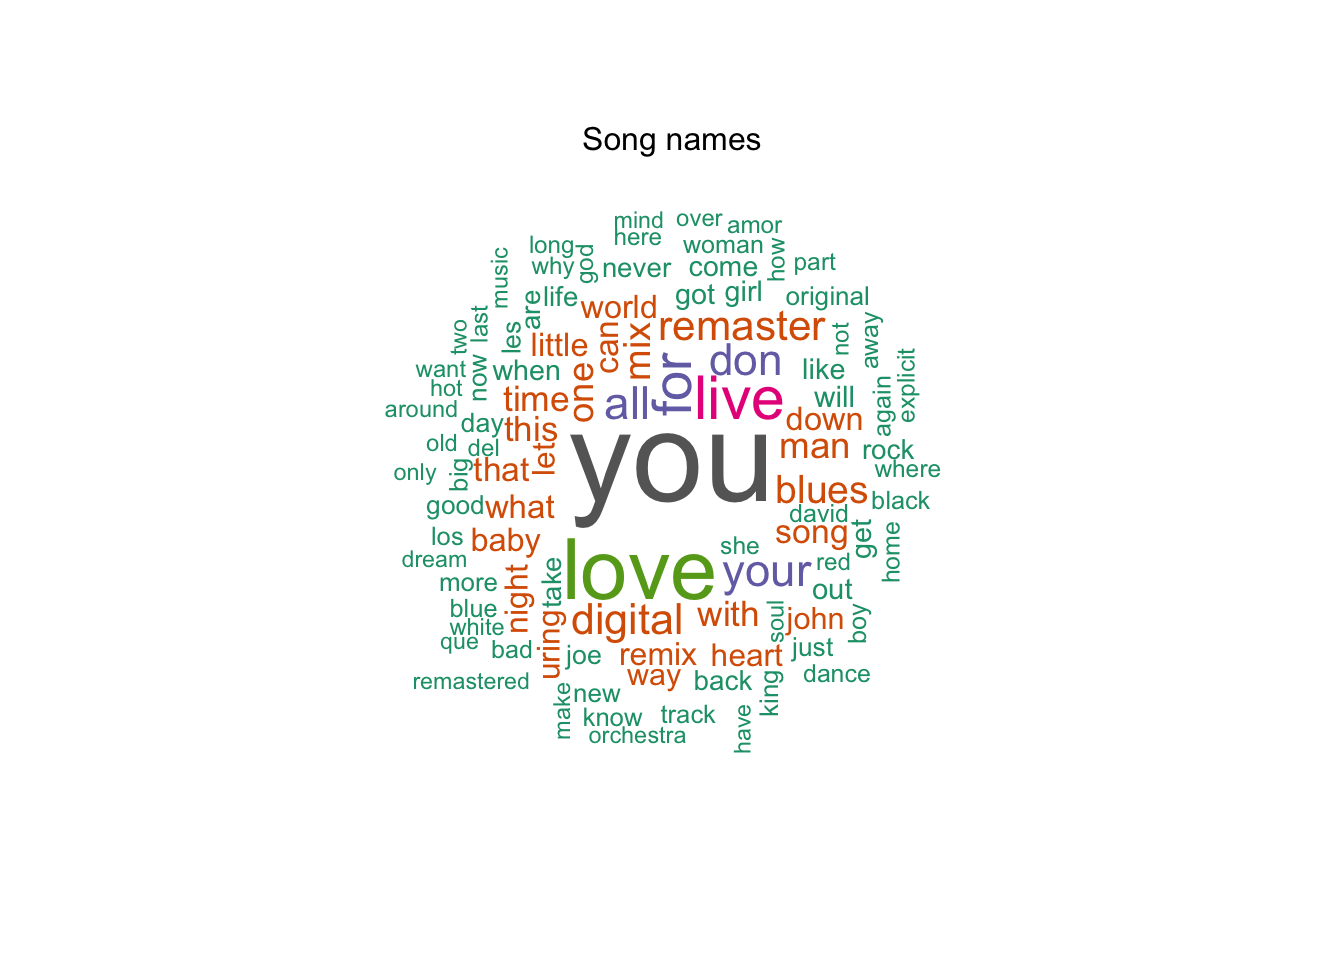 Song names
mind
over
amor
here
long
woman
how
god
why
never
come
part
music
life
are
world
got
girl
original
last
two
les
little
can
mix
remaster
not
away
want
now
when
one
for
don
like
explicit
hot
time
all
live
will
again
around
day
this
down
old
del
let
you
man
rock
only
big
that
where
good
what
blues
black
david
los
baby
she
song
get
home
dream
more
night
take
love
your
red
out
blue
white
uring
digital
with
soul
john
boy
que
bad
joe
remix
heart
just
remastered
way
back
king
dance
make
new
know
track
have
orchestra